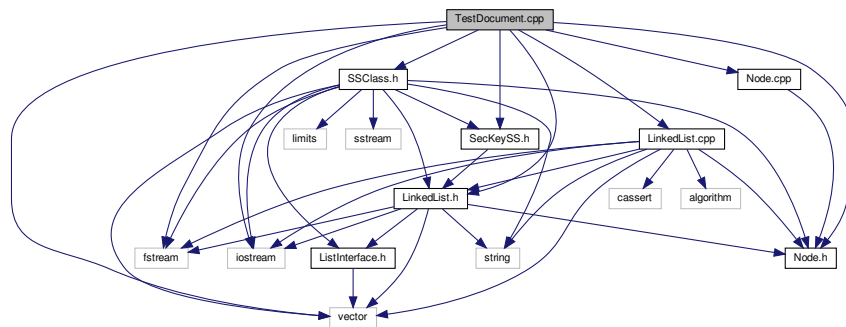 TestDocument.cpp
SSClass.h
Node.cpp
limits
sstream
SecKeySS.h
LinkedList.cpp
LinkedList.h
cassert
algorithm
fstream
iostream
ListInterface.h
string
Node.h
vector